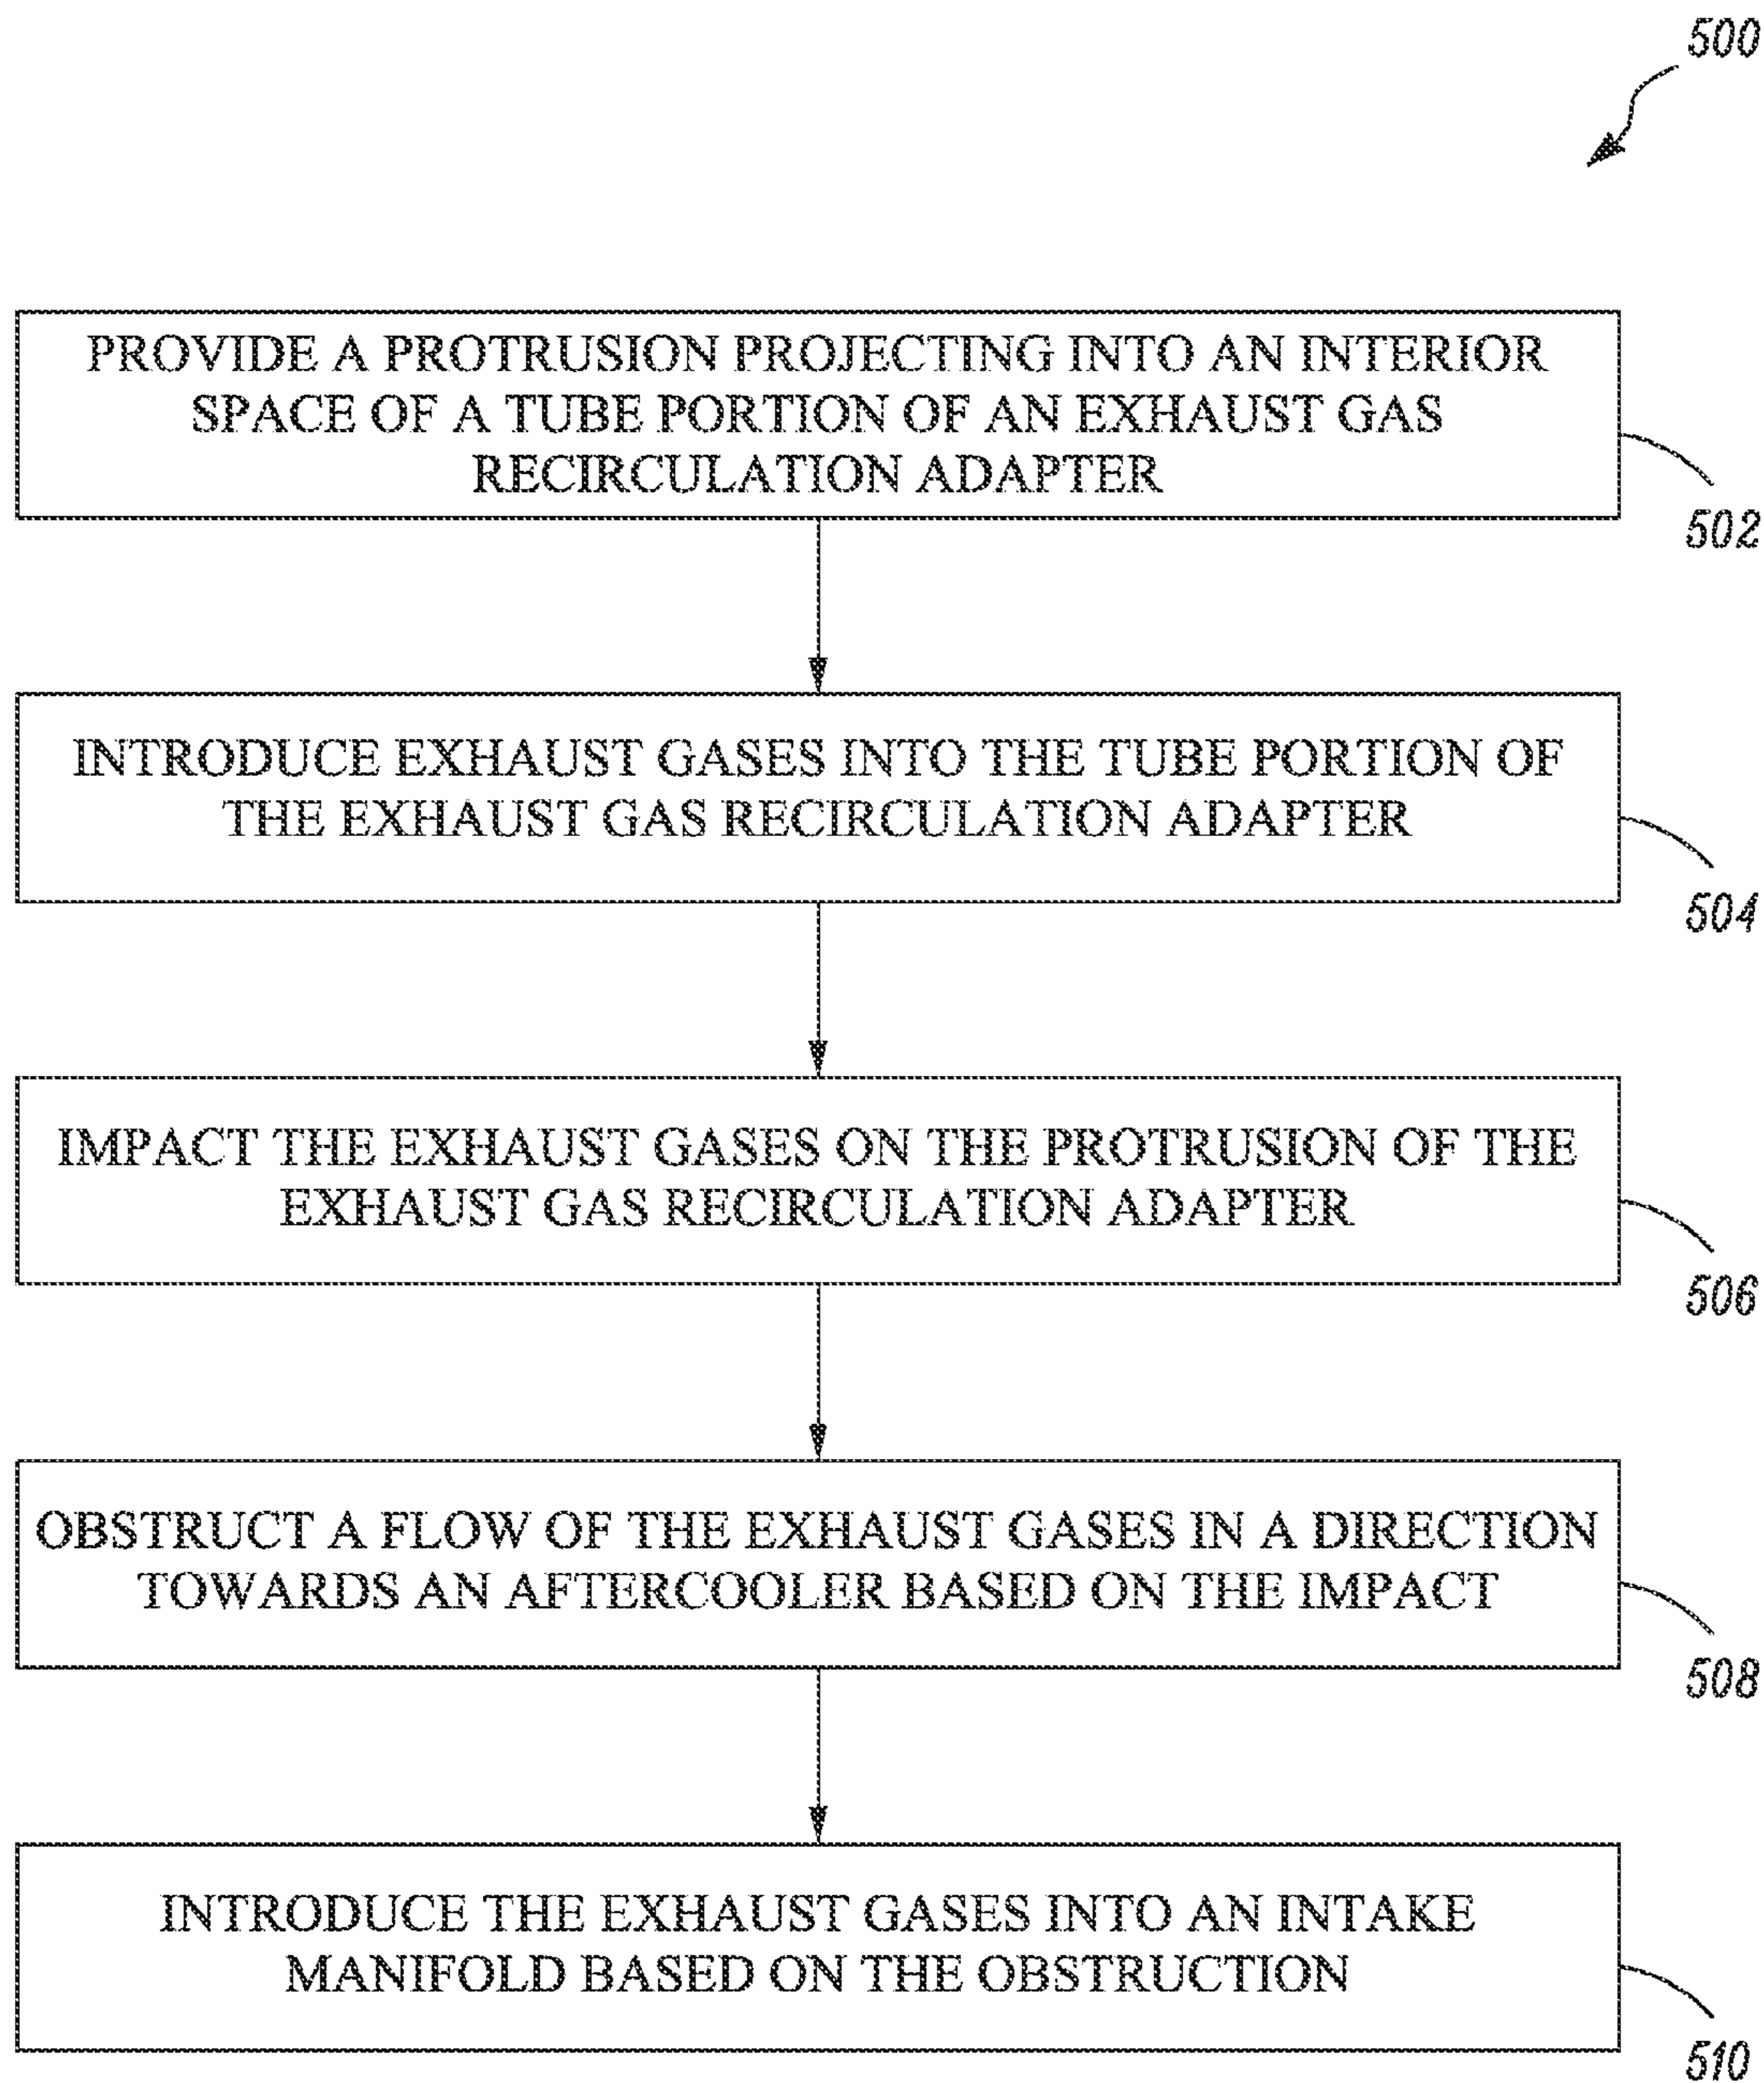 500
PROVIDE A PROTRUSION PROJECTING INTO AN INTERIOR
SPACE OF A TUBE PORTION OF AN EXHAUST GAS
RECIRCULATION ADAPTER
502
INTRODUCE EXHAUST GASES INTO THE TUBE PORTION OF
THE EXHAUST GAS RECIRCULATION ADAPTER
504
IMPACT THE EXHAUST GASES ON THE PROTRUSION OF THE
EXHAUST GAS RECIRCULATION ADAPTER
506
OBSTRUCT A FLOW OF THE EXHAUST GASES IN A DIRECTION
TOWARDS AN AFTERCOOLER BASED ON THE IMPACT
508
INTRODUCE THE EXHAUST GASES INTO AN INTAKE
MANIFOLD BASED ON THE OBSTRUCTION
510